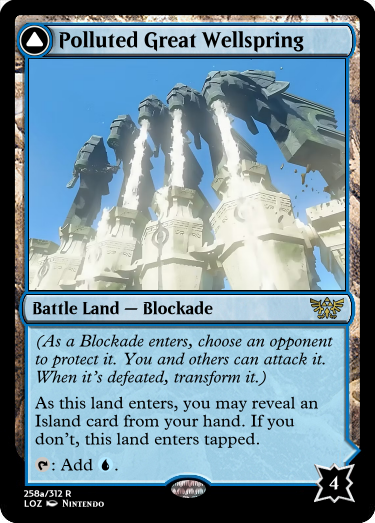 Polluted Great Wellspring
Battle Land — Blockade
(As a Blockade enters, choose an opponent
to protect it. You and others can attack it.
When it's defeated, transform it.)
As this land enters, you may reveal an
Island card from your hand. If you
don't, this land enters tapped.
: Add .
4
258a/312 R
LOZ Nintendo